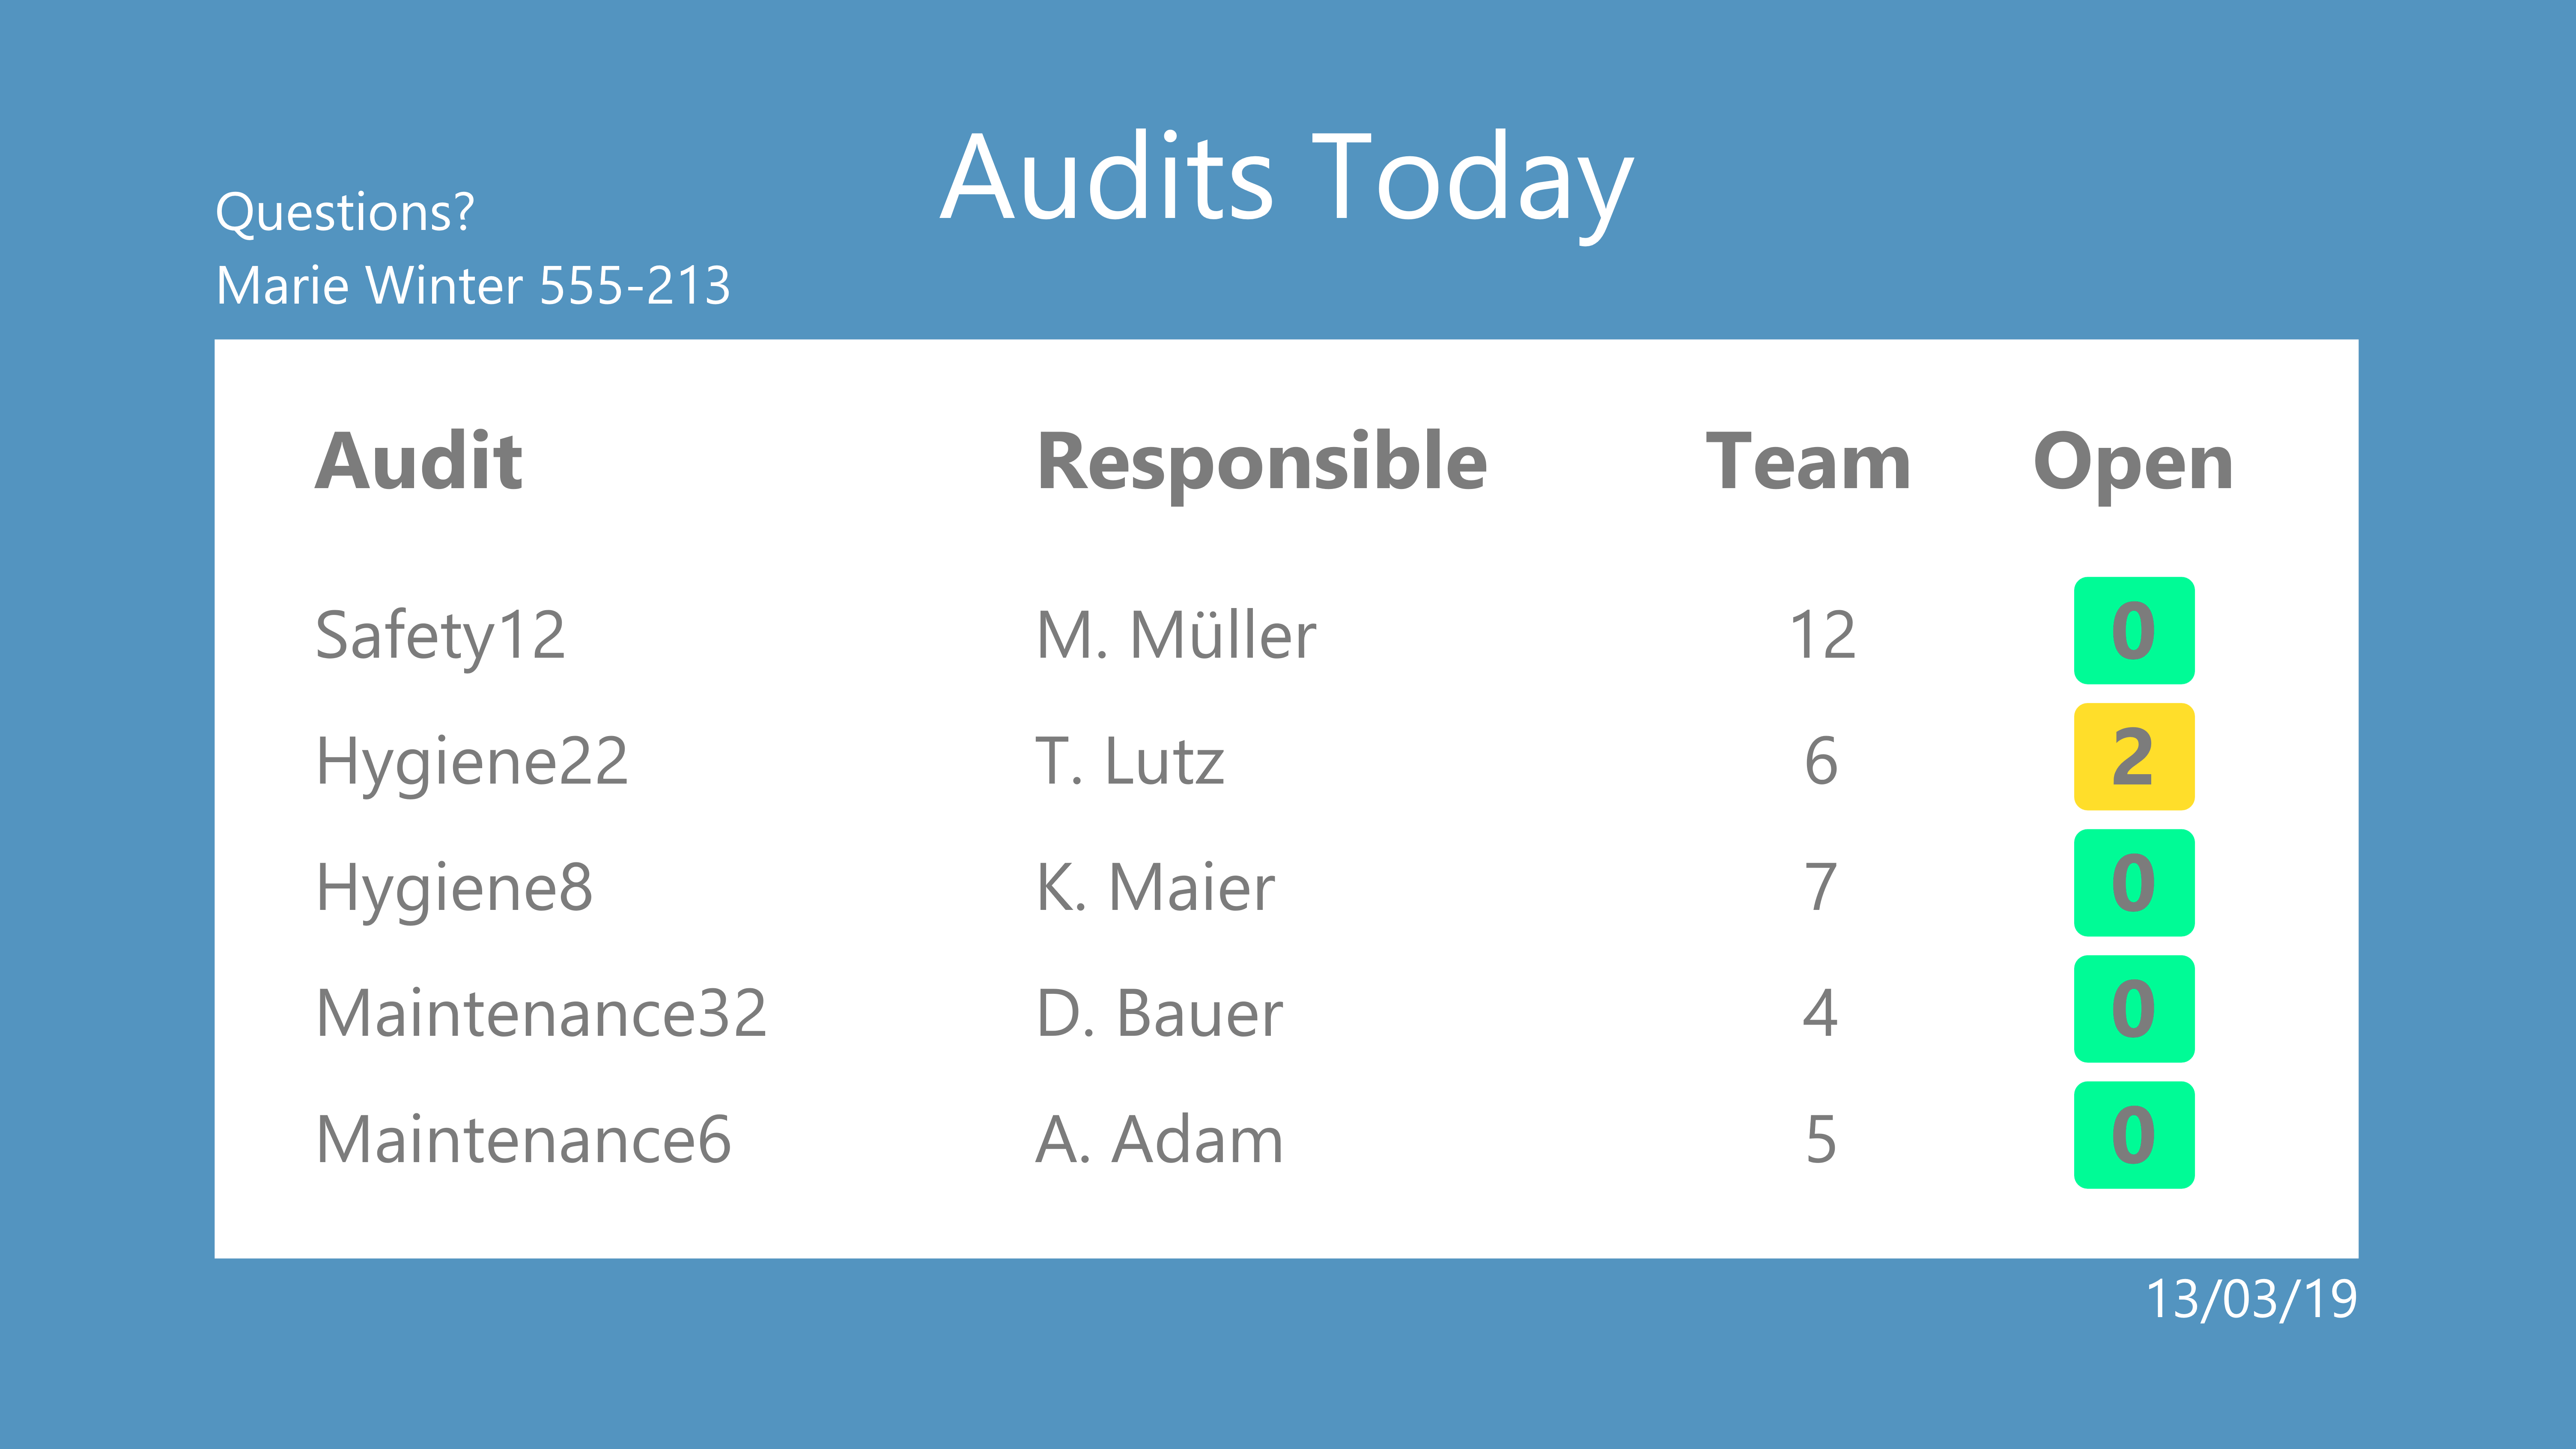 Audits Today
Questions?
Marie Winter 555-213
Audit Responsible Team Open
Safety12 M. Müller 12 0
Hygiene22 T. Lutz 6 2
Hygiene8 K. Maier 7 0
Maintenance32 D. Bauer 4 0
Maintenance6 A. Adam 5 0
13/03/19